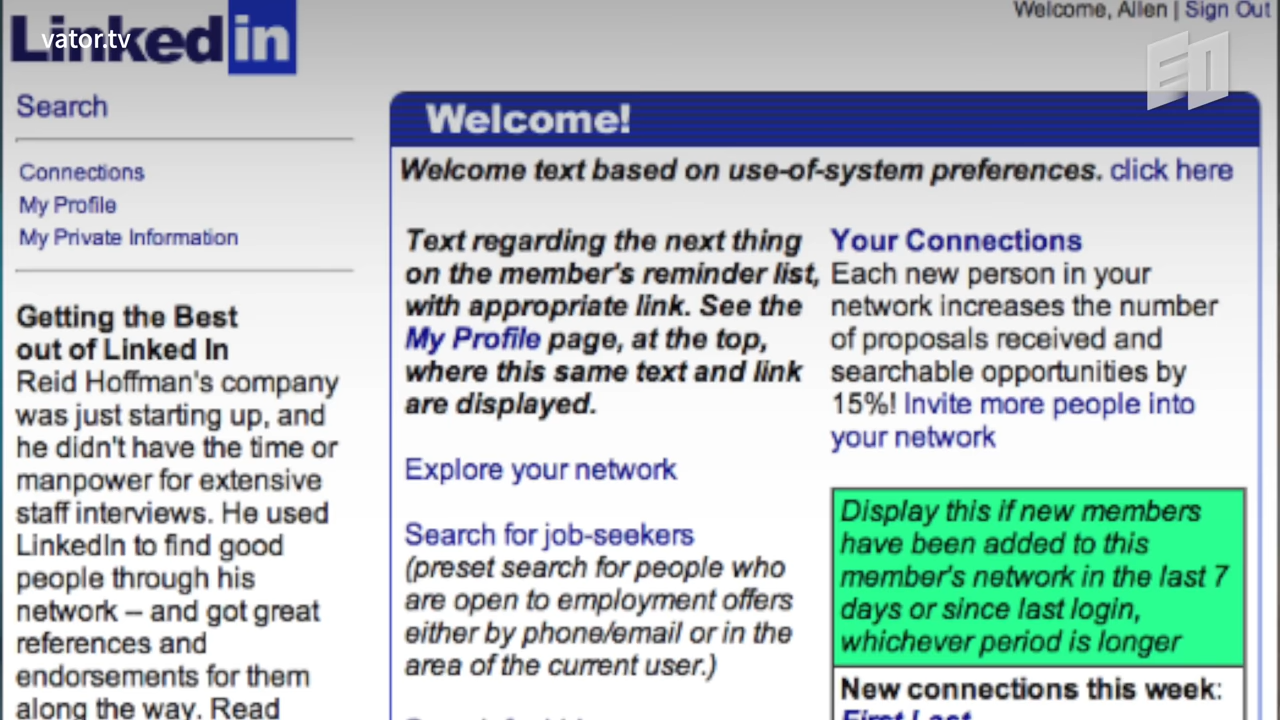 Linkedin
vator.tv
Welcome, Allen | Sign Out
EN
Search
Connections
My Profile
My Private Information
Getting the Best
out of Linked In
Reid Hoffman's company
was just starting up, and
he didn't have the time or
manpower for extensive
staff interviews. He used
LinkedIn to find good
people through his
network – and got great
references and
endorsements for them
along the way. Read
Welcome!
Welcome text based on use-of-system preferences. click here
Text regarding the next thing
on the member's reminder list,
with appropriate link. See the
My Profile page, at the top,
where this same text and link
are displayed.
Explore your network
Search for job-seekers
(preset search for people who
are open to employment offers
either by phone/email or in the
area of the current user.)
Your Connections
Each new person in your
network increases the number
of proposals received and
searchable opportunities by
15%! Invite more people into
your network
Display this if new members
have been added to this
member's network in the last 7
days or since last login,
whichever period is longer
New connections this week:
First Last